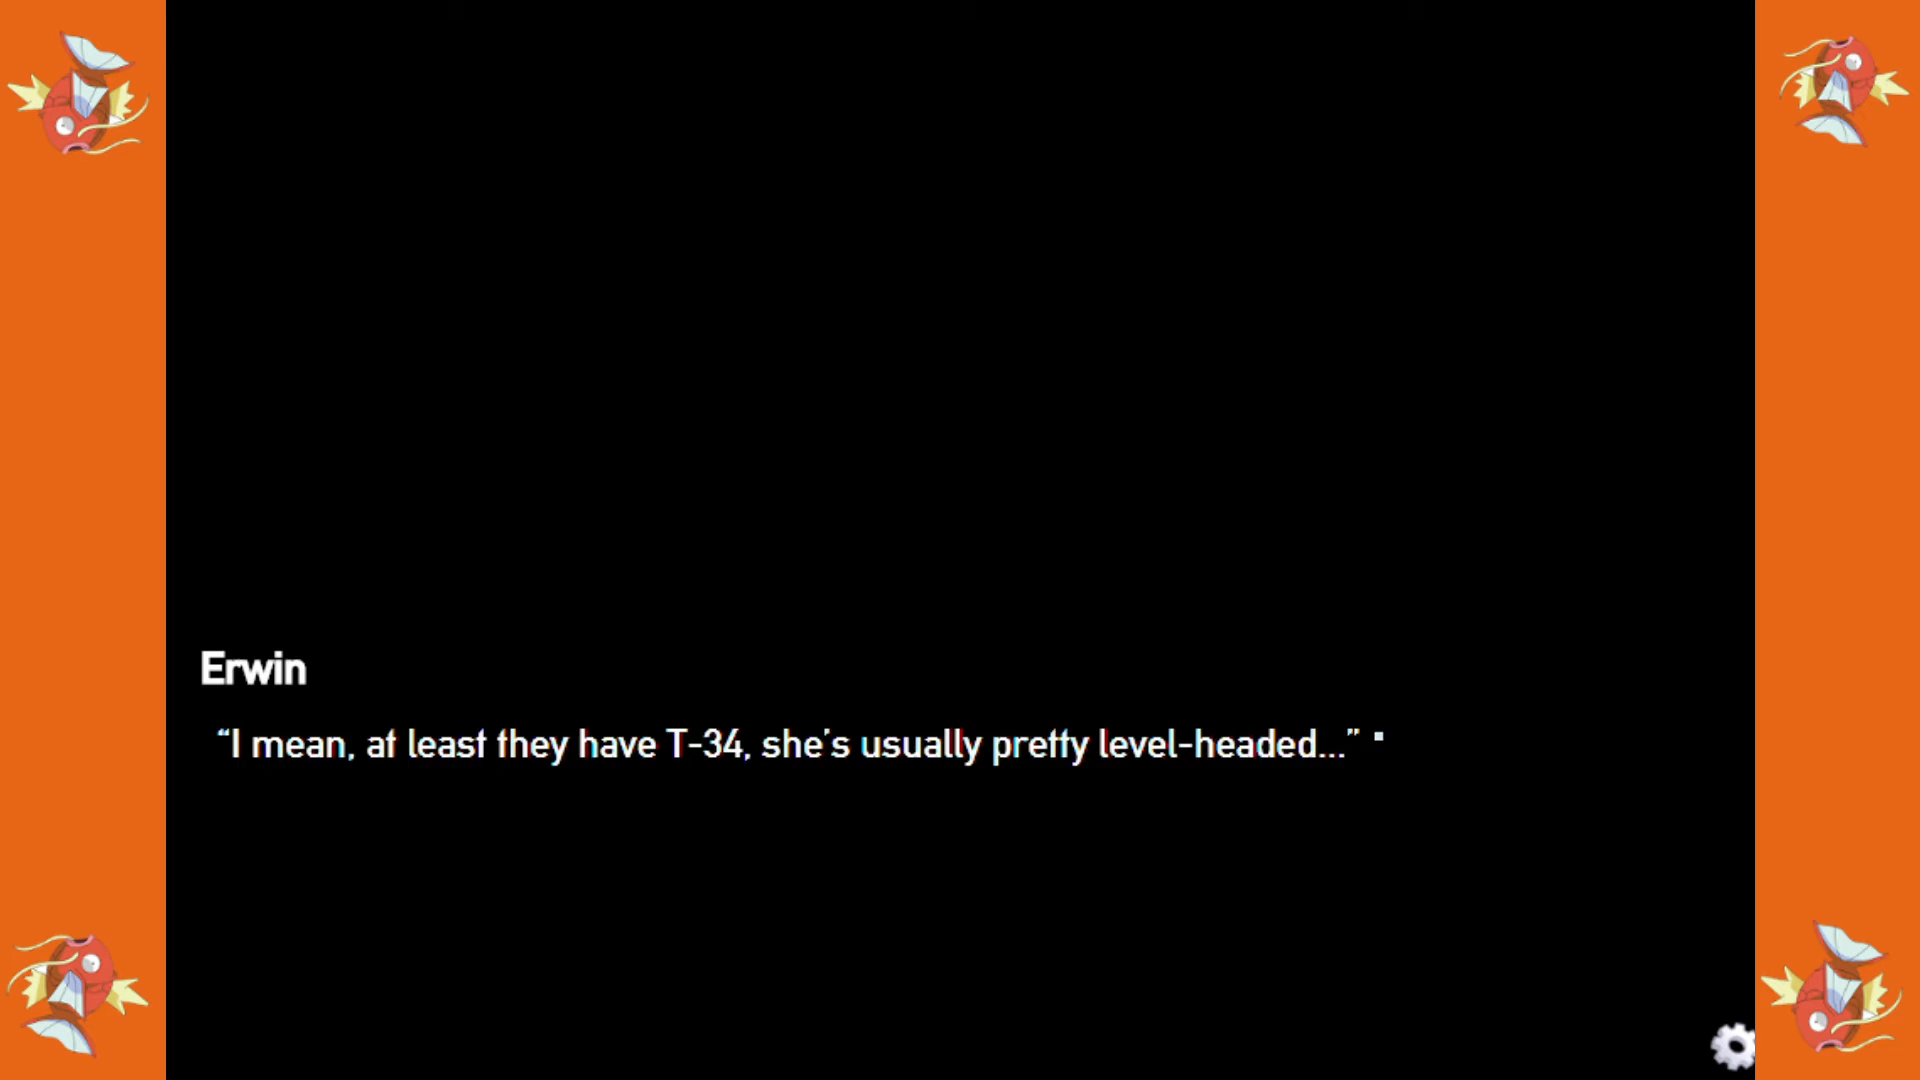 Erwin
“I mean, at least they have T-34, she’s usually pretty level-headed...”